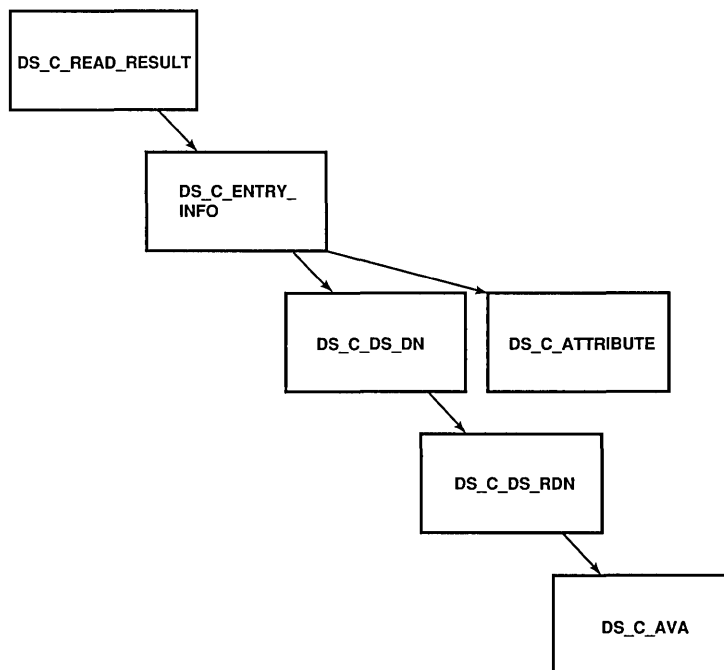 DS_C_READ_RESULT
DS_C_ENTRY_
INFO
DS_C_DS_DN
DS_C_ATTRIBUTE
DS_C_DS_RDN
DS_C_AVA